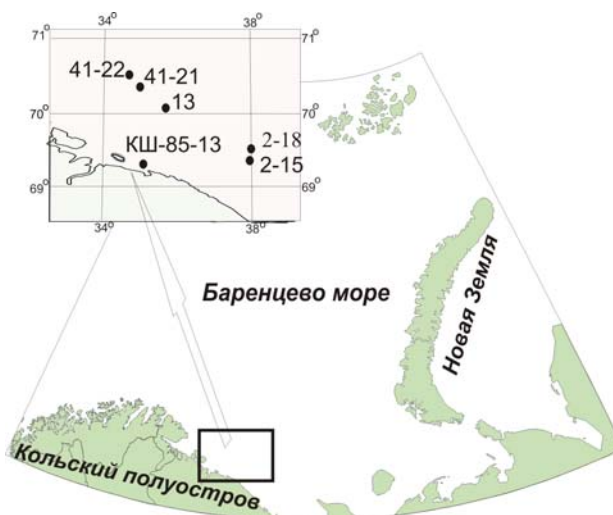 34° 38°
71° 71°
41-22 41-21
13
70° 70°
КШ-85-13 2-18
2-15
69° 69°
34° 38°
Баренцево море
Новая Земля
Кольский полуостров